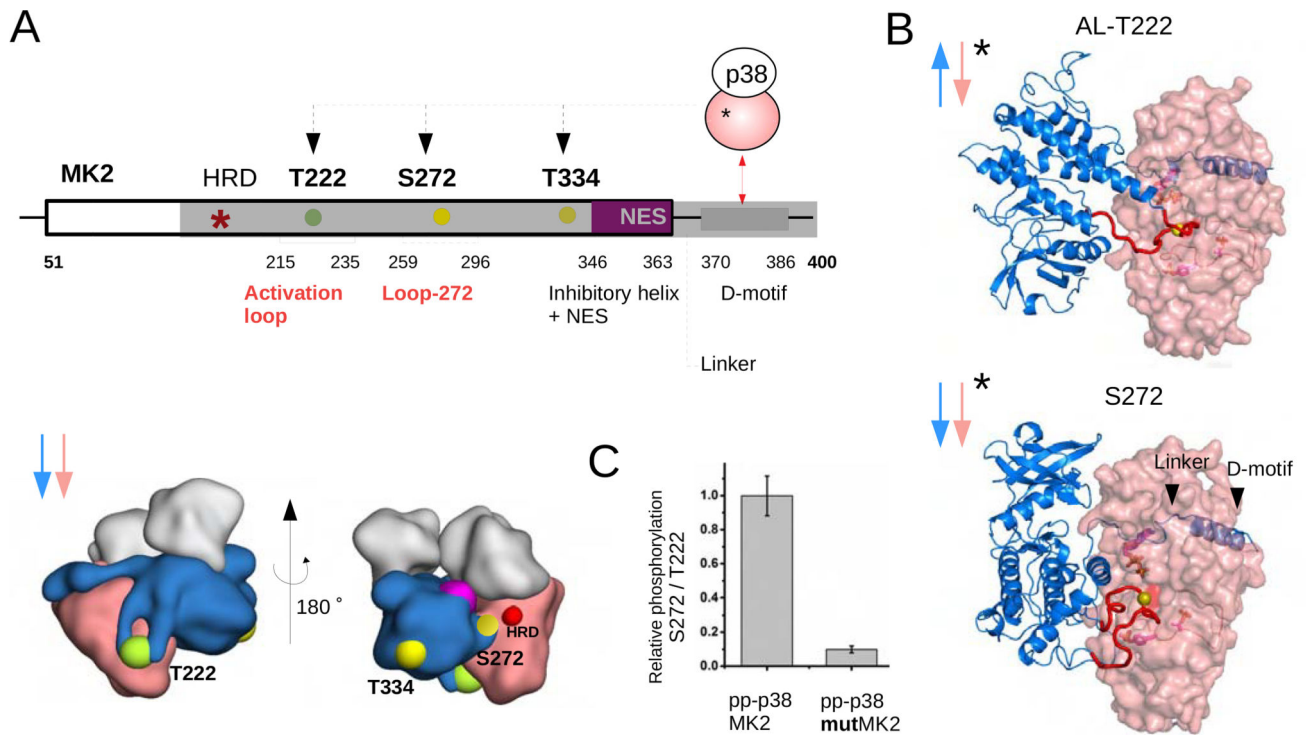 A
p38
*
MK2
HRD
T222
S272
T334
*
NES
51
215
235
259
296
346
363
370
386
400
Activation
loop
Loop-272
Inhibitory helix
+ NES
D-motif
Linker
T222
180 °
T334
S272
HRD
B
AL-T222
*
S272
*
Linker
D-motif
C
Relative phosphorylation
S272 / T222
1.0
0.8
0.6
0.4
0.2
0.0
pp-p38
MK2
pp-p38
mutMK2